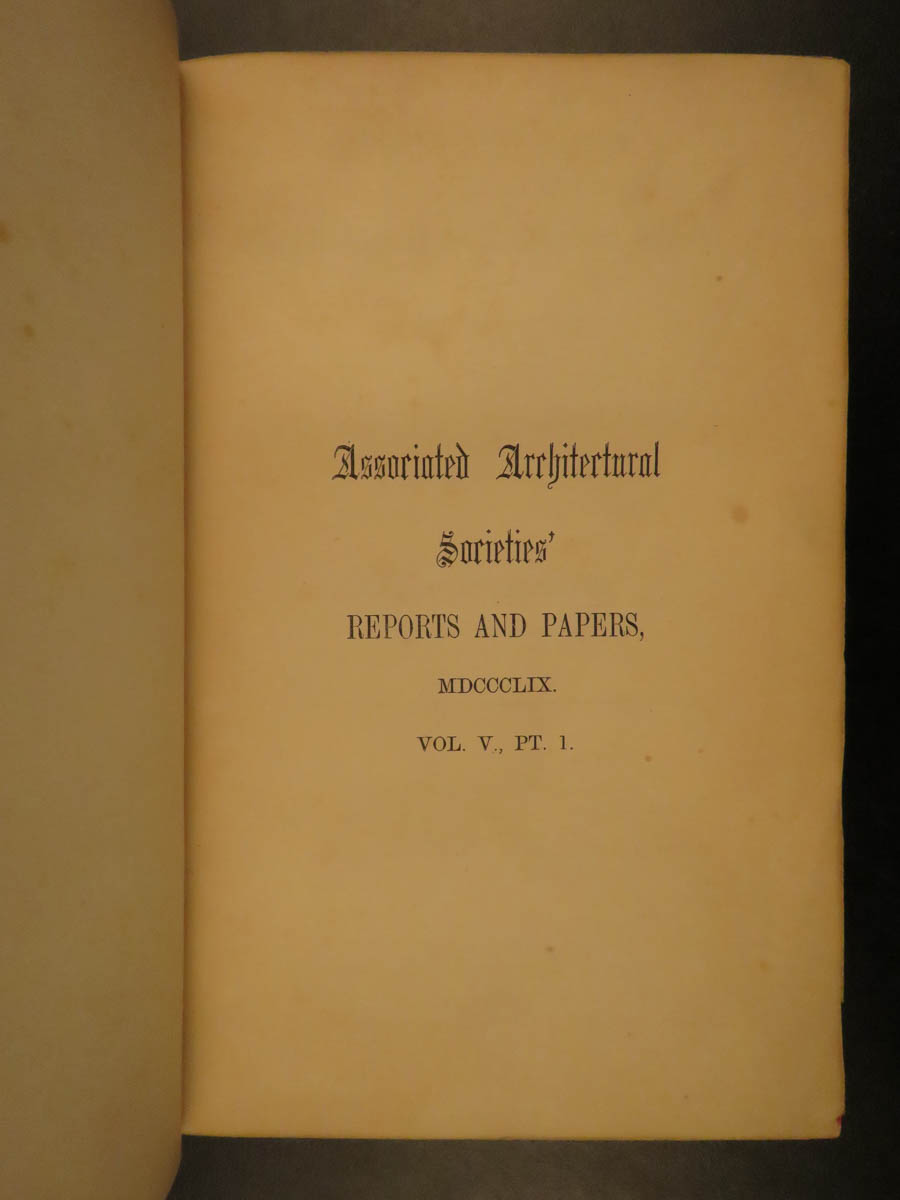 Associated Architectural
Societies'
REPORTS AND PAPERS,
MDCCCLIX.
VOL. V., PT. 1.